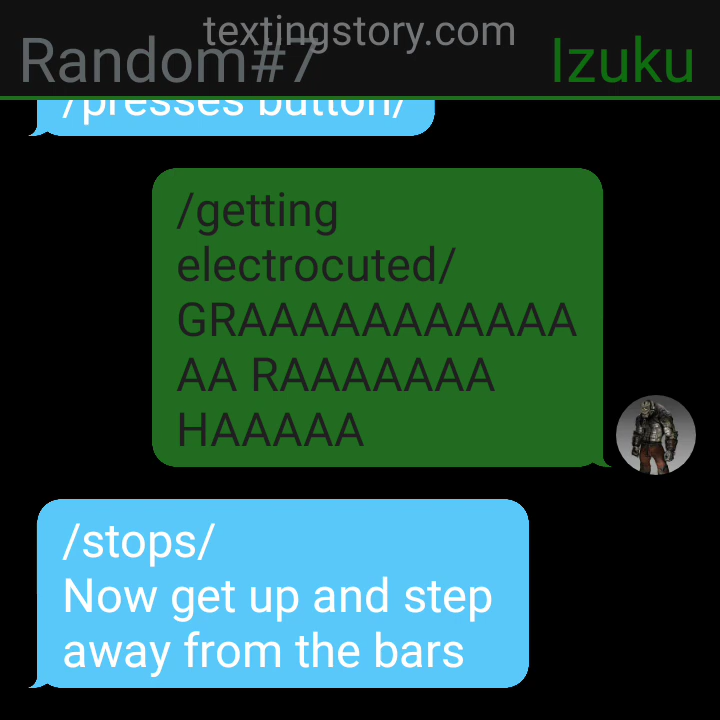 textingstory.com
Random#7
Izuku
/presses button/
/getting
electrocuted/
GRAAAAAAAAAAA
AA RAAAAAAA
HAAAAA
/stops/
Now get up and step
away from the bars